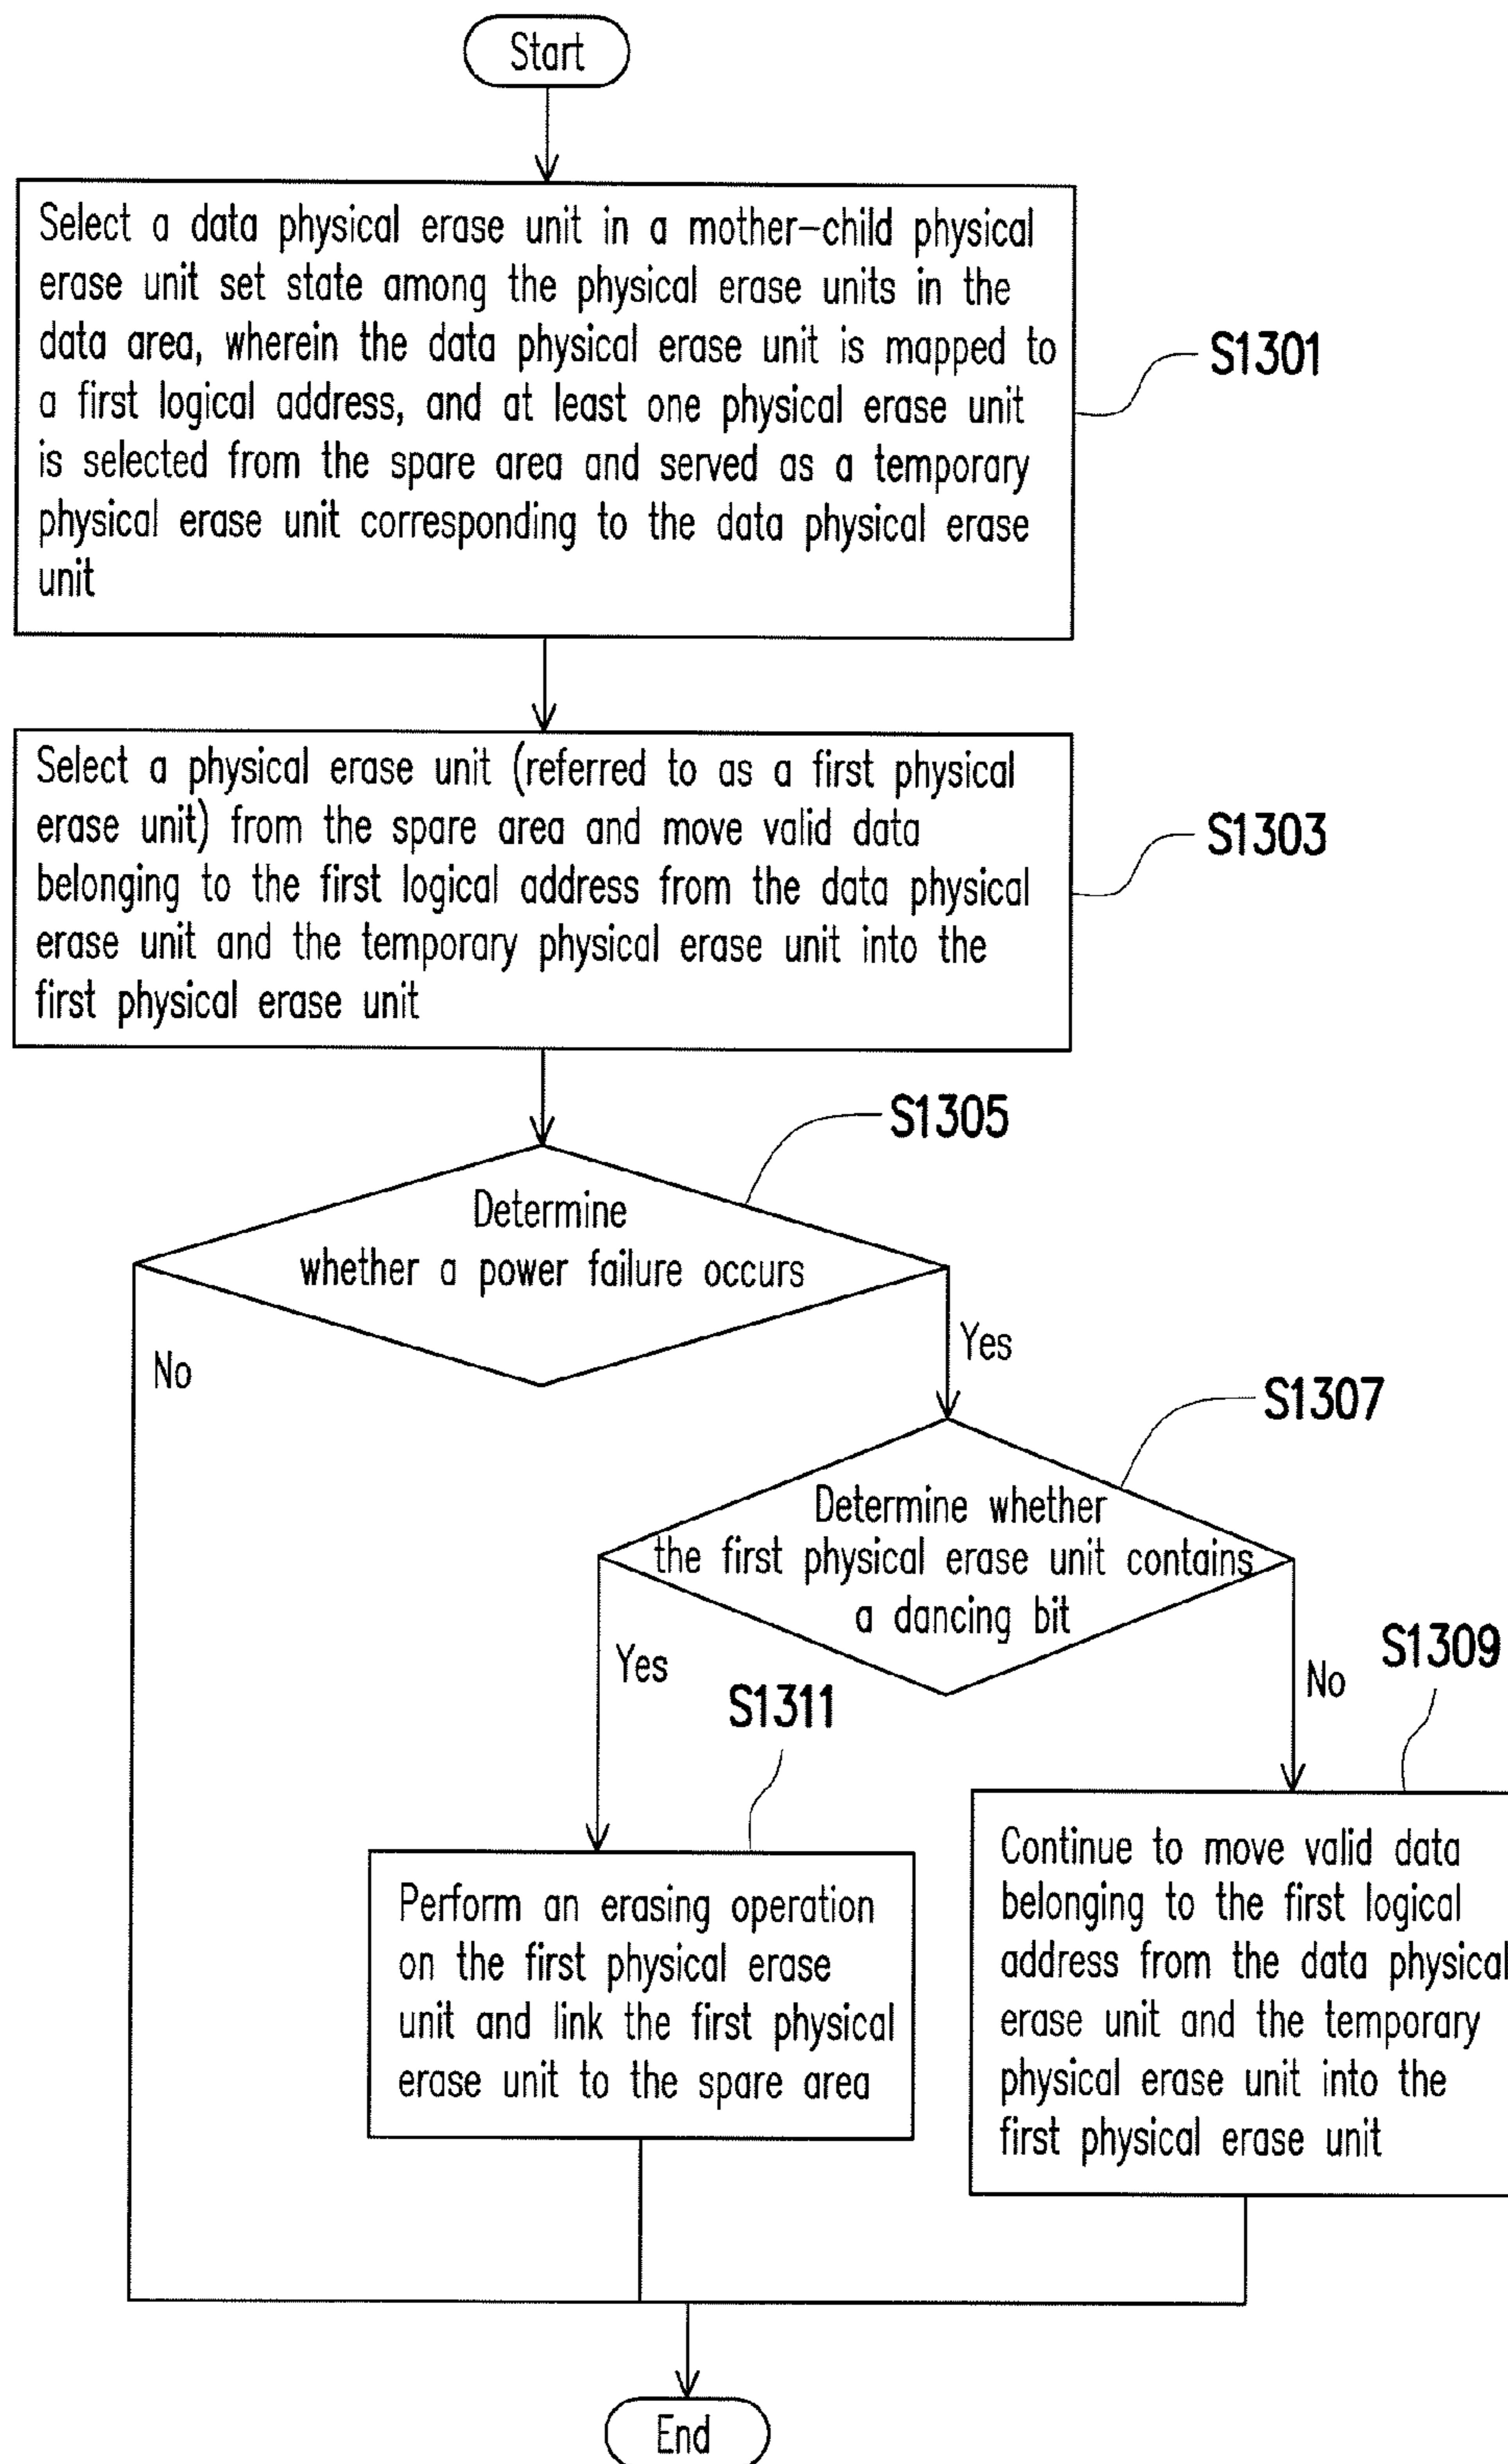 Start
Select a data physical erase unit in a mother-child physical
erase unit set state among the physical erase units in the
data area, wherein the data physical erase unit is mapped to
a first logical address, and at least one physical erase unit
is selected from the spare area and served as a temporary
physical erase unit corresponding to the data physical erase
unit
S1301
Select a physical erase unit (referred to as a first physical
erase unit) from the spare area and move valid data
belonging to the first logical address from the data physical
erase unit and the temporary physical erase unit into the
first physical erase unit
S1303
S1305
Determine
whether a power failure occurs
No
Yes
S1307
Determine whether
the first physical erase unit contains
a dancing bit
Yes
No
S1309
S1311
Perform an erasing operation
on the first physical erase
unit and link the first physical
erase unit to the spare area
Continue to move valid data
belonging to the first logical
address from the data physical
erase unit and the temporary
physical erase unit into the
first physical erase unit
End